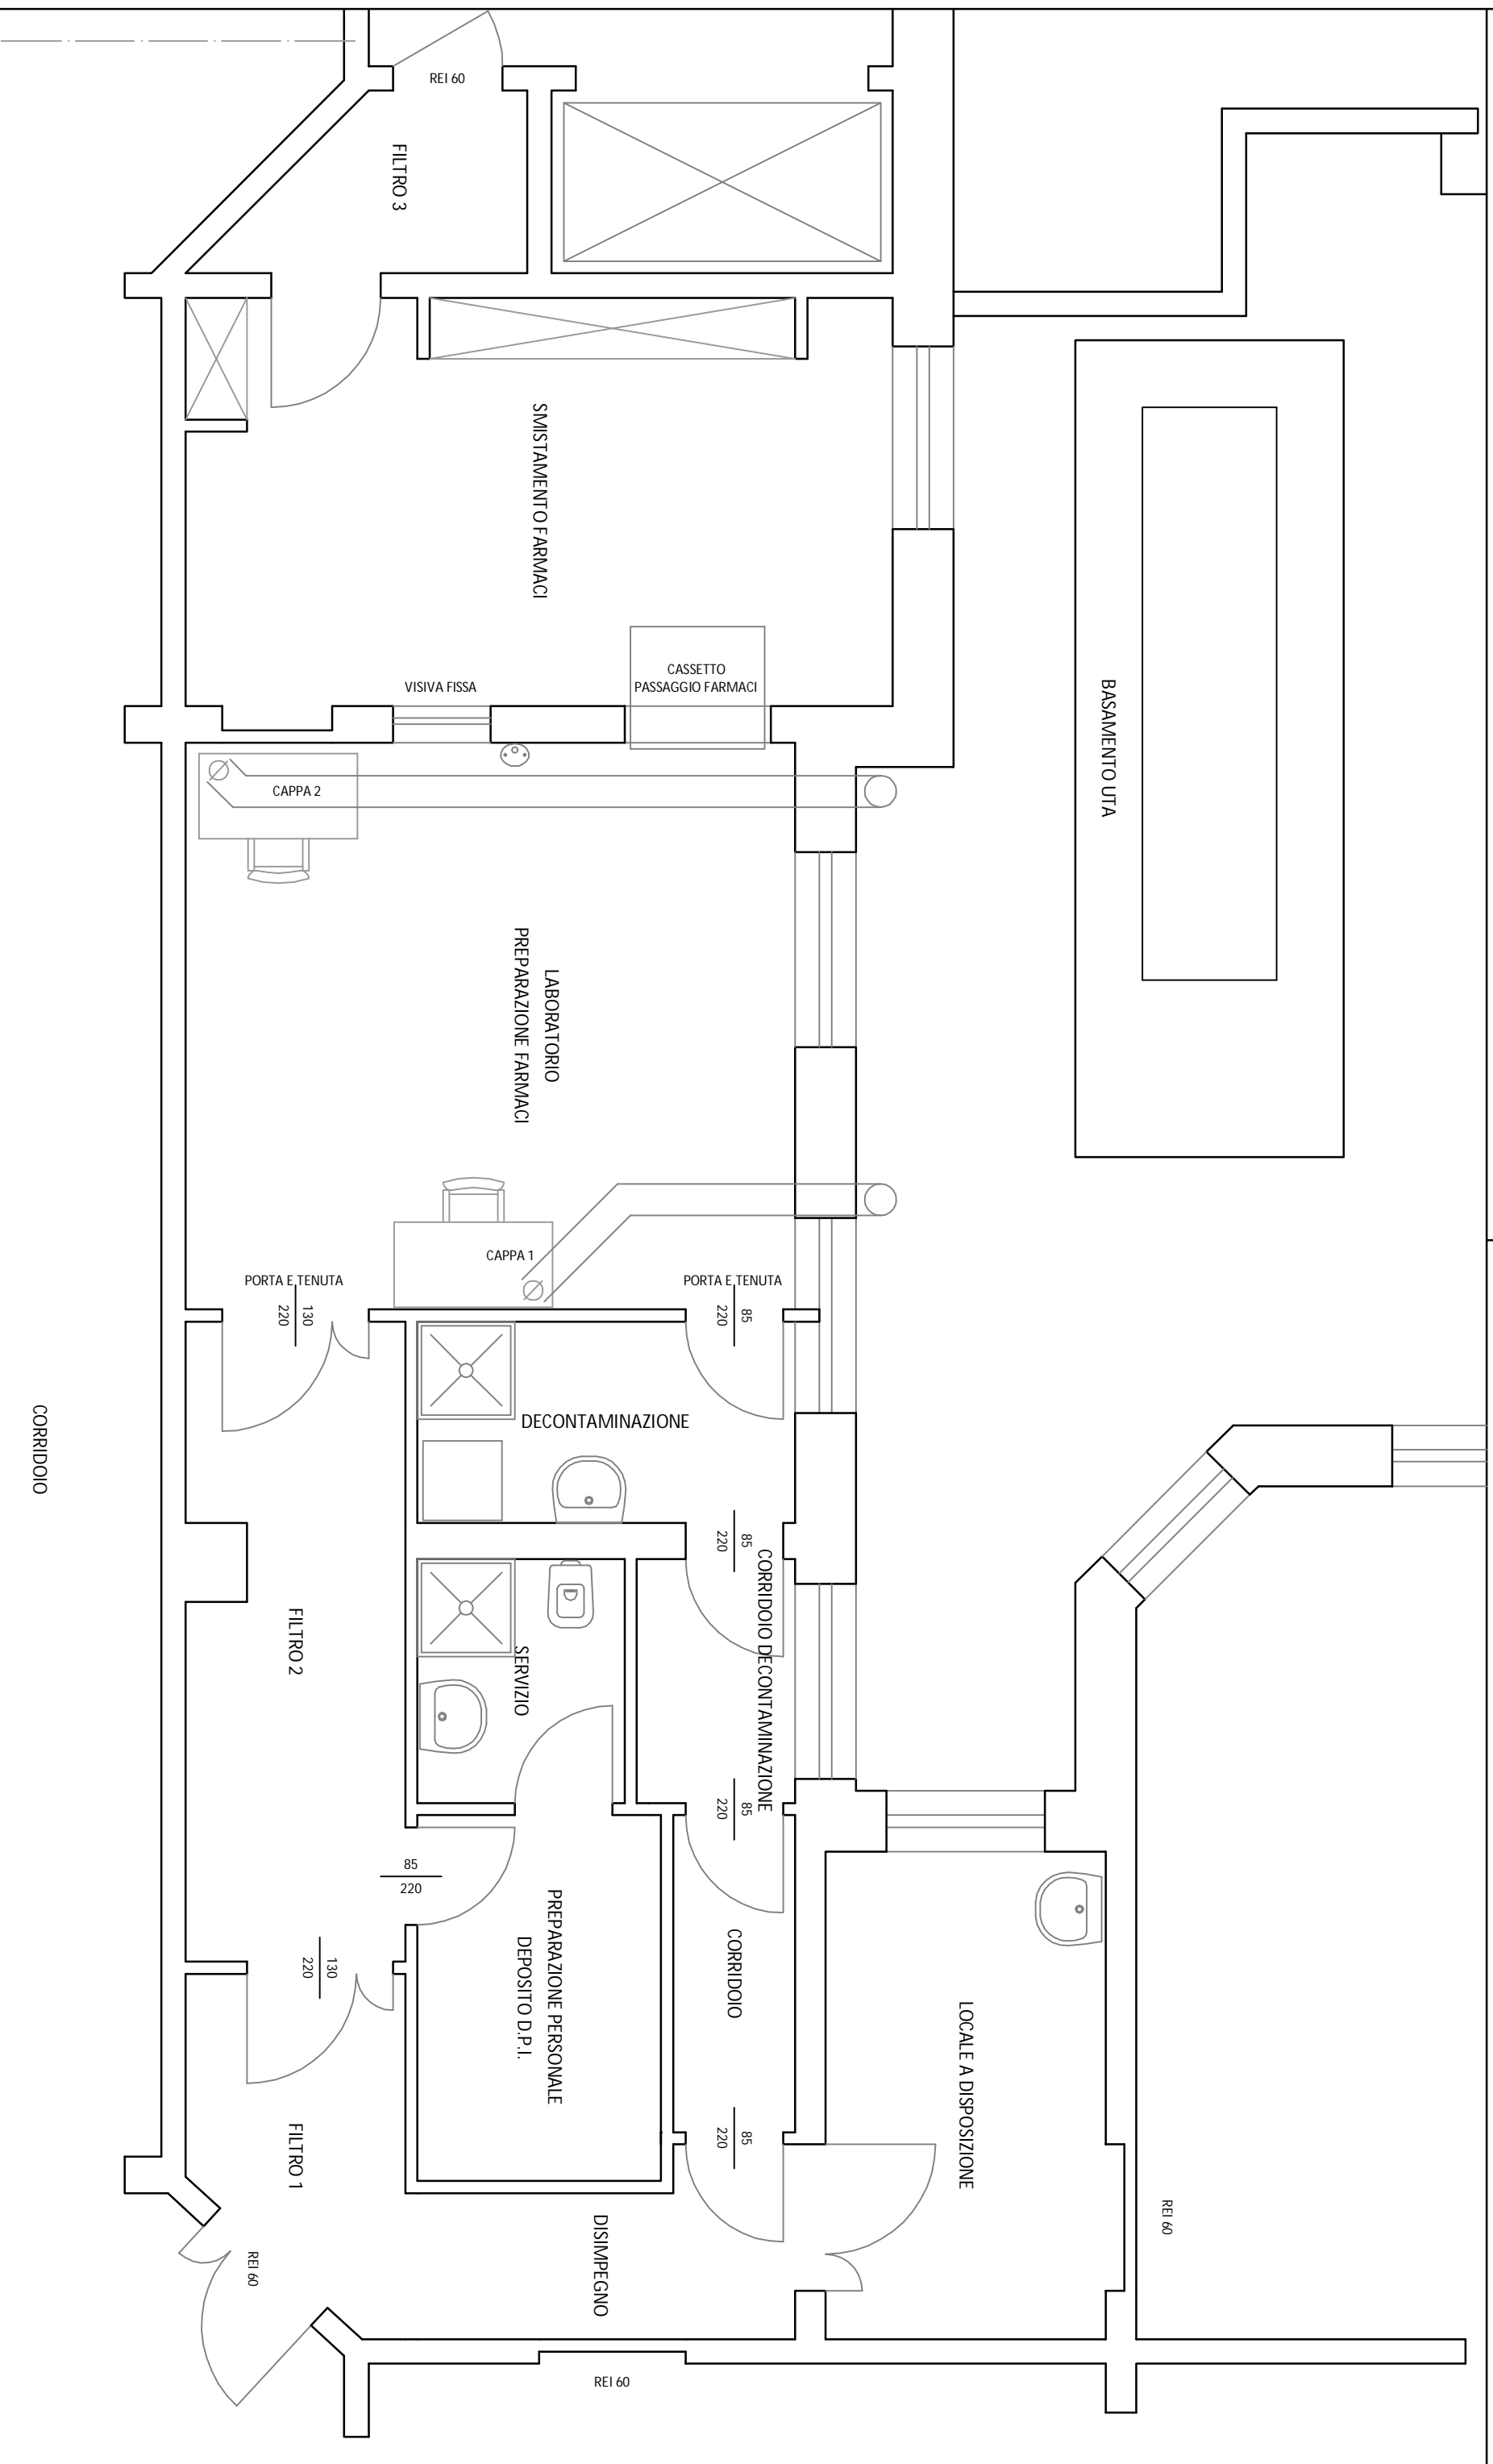 REI 60
FILTRO 3
SMISTAMENTO FARMACI
CASSETTO
PASSAGGIO FARMACI
VISIVA FISSA
BASAMENTO UTA
CAPPA 2
LABORATORIO
PREPARAZIONE FARMACI
CAPPA 1
PORTA E TENUTA
130
220
PORTA E TENUTA
85
220
DECONTAMINAZIONE
CORRIDOIO
85
220
CORRIDOIO DECONTAMINAZIONE
FILTRO 2
SERVIZIO
85
220
85
220
PREPARAZIONE PERSONALE
DEPOSITO D.P.I.
CORRIDOIO
130
220
LOCALE A DISPOSIZIONE
85
220
FILTRO 1
REI 60
DISIMPEGNO
REI 60
REI 60